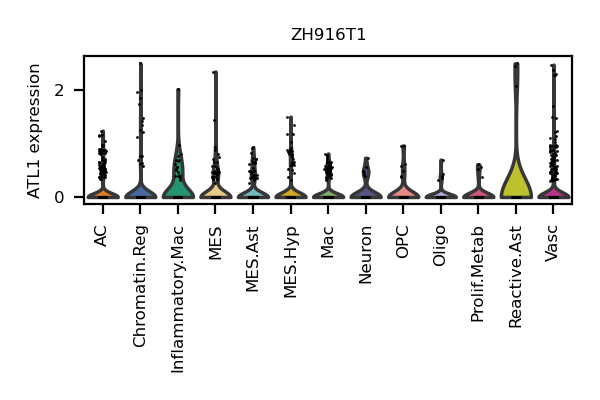 ZH916T1
ATL1 expression
2
0
AC
Chromatin.Reg
Inflammatory.Mac
MES
MES.Ast
MES.Hyp
Mac
Neuron
OPC
Oligo
Prolif.Metab
Reactive.Ast
Vasc